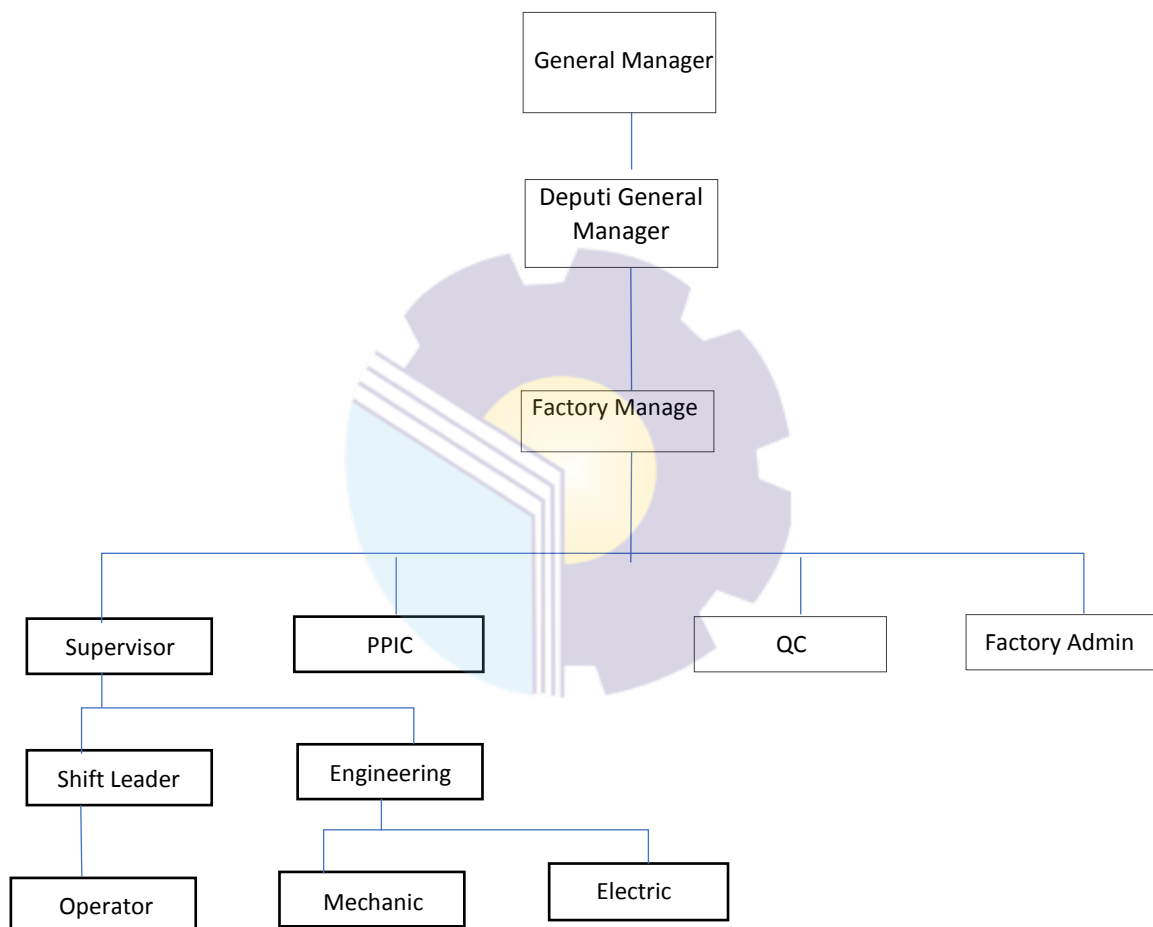 General Manager
Deputi General
Manager
Factory Manage
Supervisor
PPIC
QC
Factory Admin
Shift Leader
Engineering
Operator
Mechanic
Electric